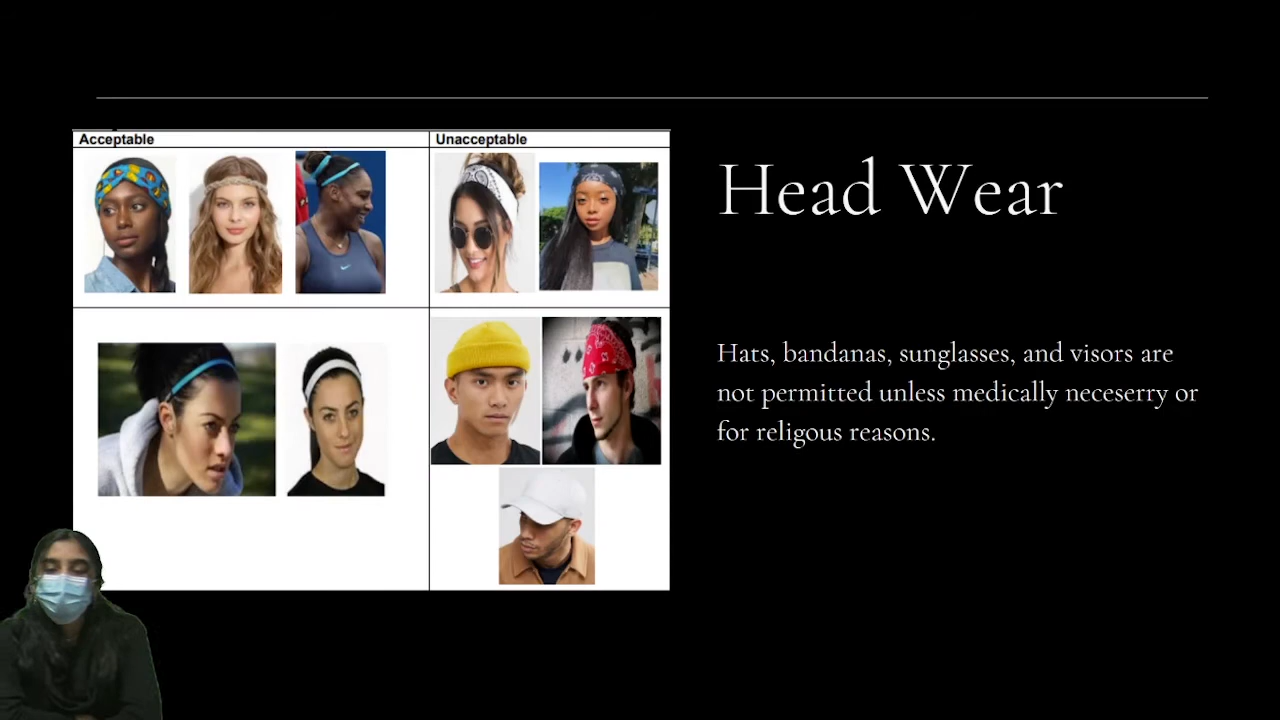 Acceptable
Unacceptable
Head Wear
Hats, bandanas, sunglasses, and visors are
not permitted unless medically neceserry or
for religous reasons.